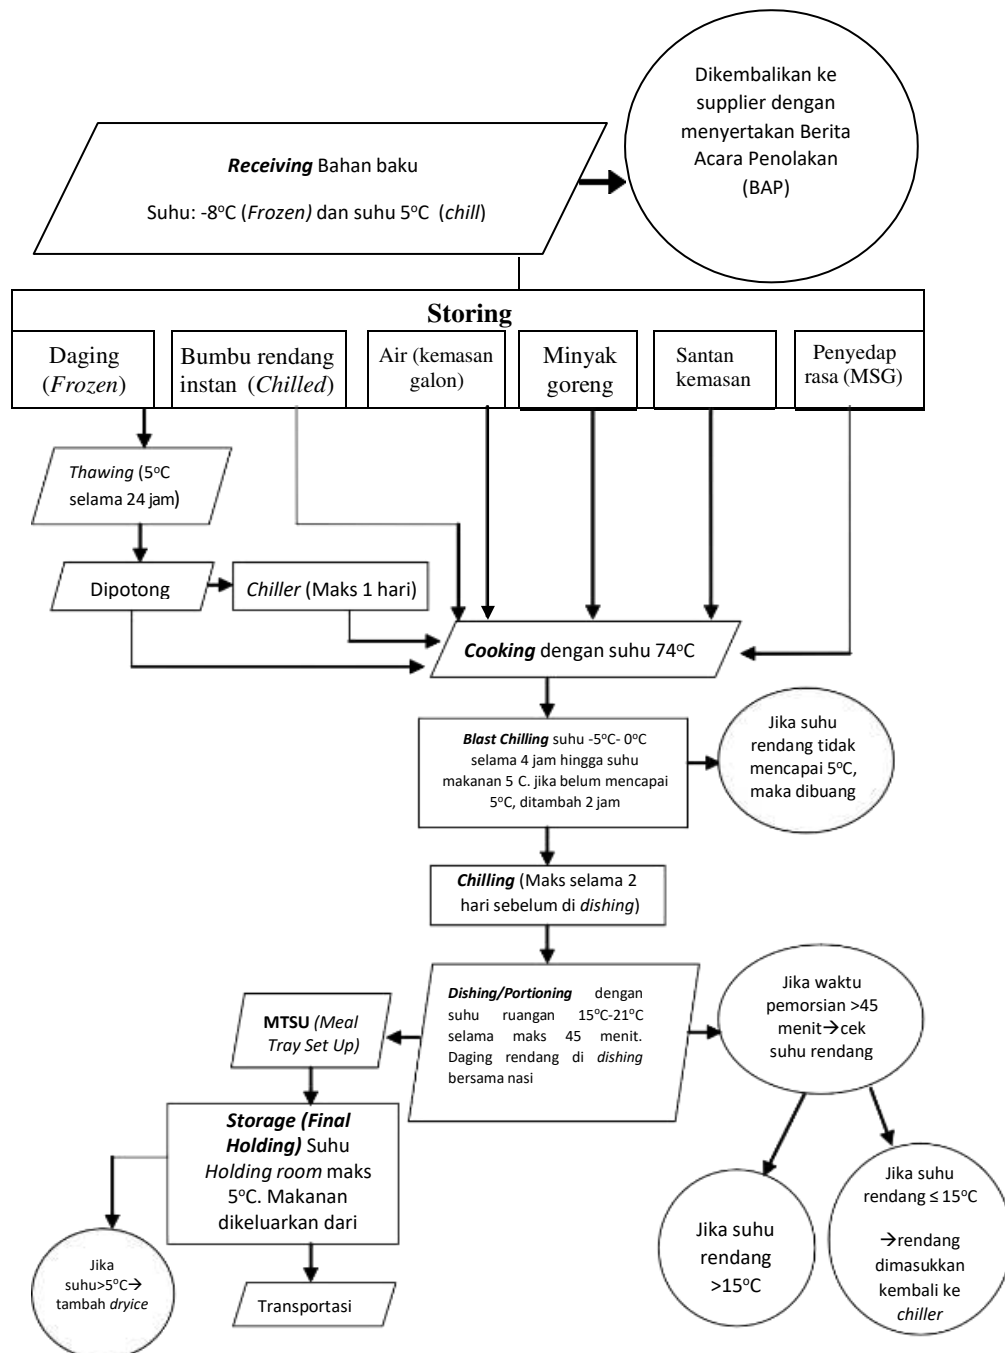 Dikembalikan ke
supplier dengan
menyertakan Berita
Acara Penolakan
(BAP)
Receiving Bahan baku
Suhu: -8°C (Frozen) dan suhu 5°C (chill)
Storing
Daging
(Frozen)
Bumbu rendang
instan (Chilled)
Air (kemasan
galon)
Minyak
goreng
Santan
kemasan
Penyedap
rasa (MSG)
Thawing (5°C
selama 24 jam)
Dipotong
Chiller (Maks 1 hari)
Cooking dengan suhu 74°C
Blast Chilling suhu -5°C- 0°C
selama 4 jam hingga suhu
makanan 5 C. jika belum mencapai
5°C, ditambah 2 jam
Jika suhu
rendang tidak
mencapai 5°C,
maka dibuang
Chilling (Maks selama 2
hari sebelum di dishing)
Dishing/Portioning dengan
suhu ruangan 15°C-21°C
selama maks 45 menit.
Daging rendang di dishing
bersama nasi
Jika waktu
pemorsian >45
menit→cek
suhu rendang
MTSU (Meal
Tray Set Up)
Storage (Final
Holding) Suhu
Holding room maks
5°C. Makanan
dikeluarkan dari
Jika
suhu>5°C→
tambah dryice
Transportasi
Jika suhu
rendang
>15°C
Jika suhu
rendang ≤ 15°C
→rendang
dimasukkan
kembali ke
chiller